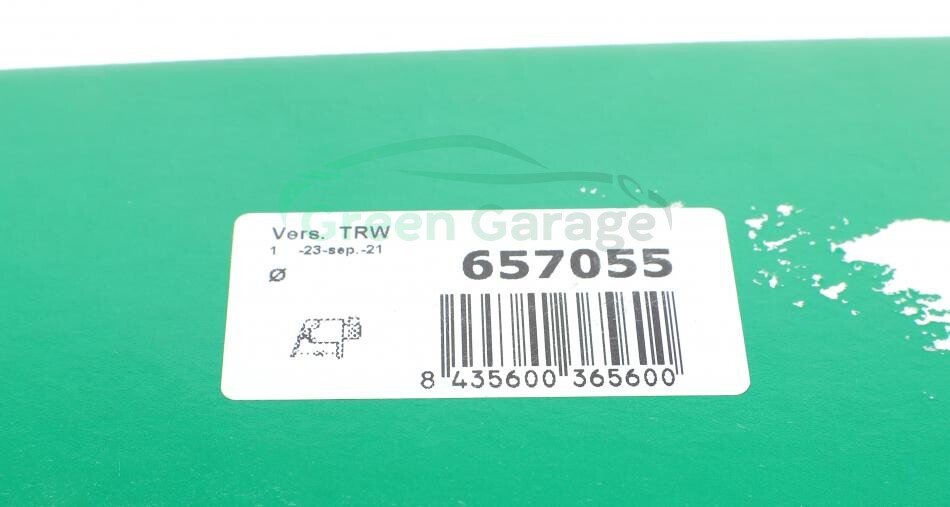 Green Garage
Vers. TRW
1 -23-sep.-21
Ø
657055
8 435600 365600